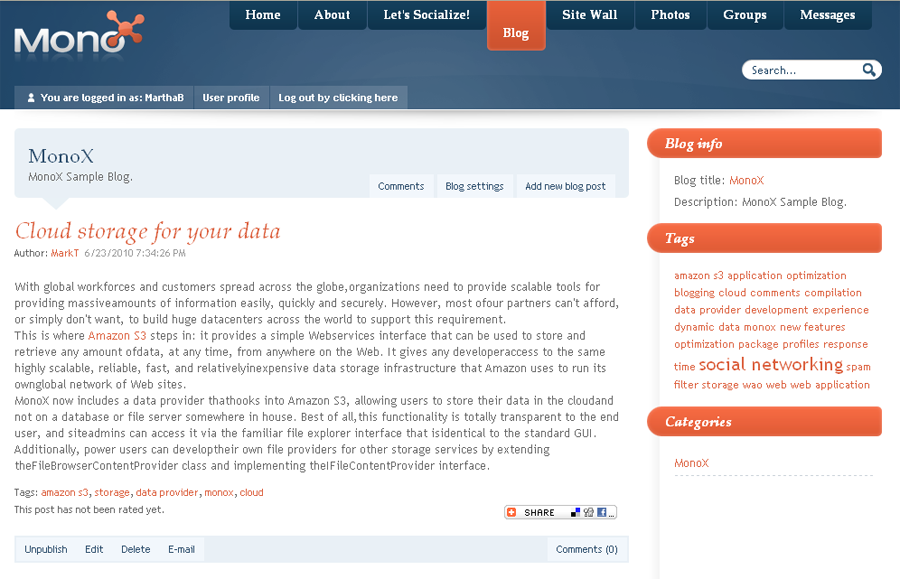 Home About Let's Socialize! Blog Site Wall Photos Groups Messages
Mono
Search...
You are logged in as: MarthaB User profile Log out by clicking here
MonoX
MonoX Sample Blog.
Comments Blog settings Add new blog post
Cloud storage for your data
Author: MarkT 6/23/2010 7:34:26 PM
With global workforces and customers spread across the globe,organizations need to provide scalable tools for
providing massiveamounts of information easily, quickly and securely. However, most ofour partners can't afford,
or simply don't want, to build huge datacenters across the world to support this requirement.
This is where Amazon S3 steps in: it provides a simple Webservices interface that can be used to store and
retrieve any amount ofdata, at any time, from anywhere on the Web. It gives any developeraccess to the same
highly scalable, reliable, fast, and relativelyinexpensive data storage infrastructure that Amazon uses to run its
ownglobal network of Web sites.
MonoX now includes a data provider thathooks into Amazon S3, allowing users to store their data in the cloudand
not on a database or file server somewhere in house. Best of all,this functionality is totally transparent to the end
user, and siteadmins can access it via the familiar file explorer interface that isidentical to the standard GUI.
Additionally, power users can developtheir own file providers for other storage services by extending
theFileBrowserContentProvider class and implementing theIFileContentProvider interface.
Tags: amazon s3, storage, data provider, monox, cloud
This post has not been rated yet.
SHARE ...
Unpublish Edit Delete E-mail Comments (0)
Blog info
Blog title: MonoX
Description: MonoX Sample Blog.
Tags
amazon s3 application optimization
blogging cloud comments compilation
data provider development experience
dynamic data monox new features
optimization package profiles response
time social networking spam
filter storage wao web web application
Categories
MonoX